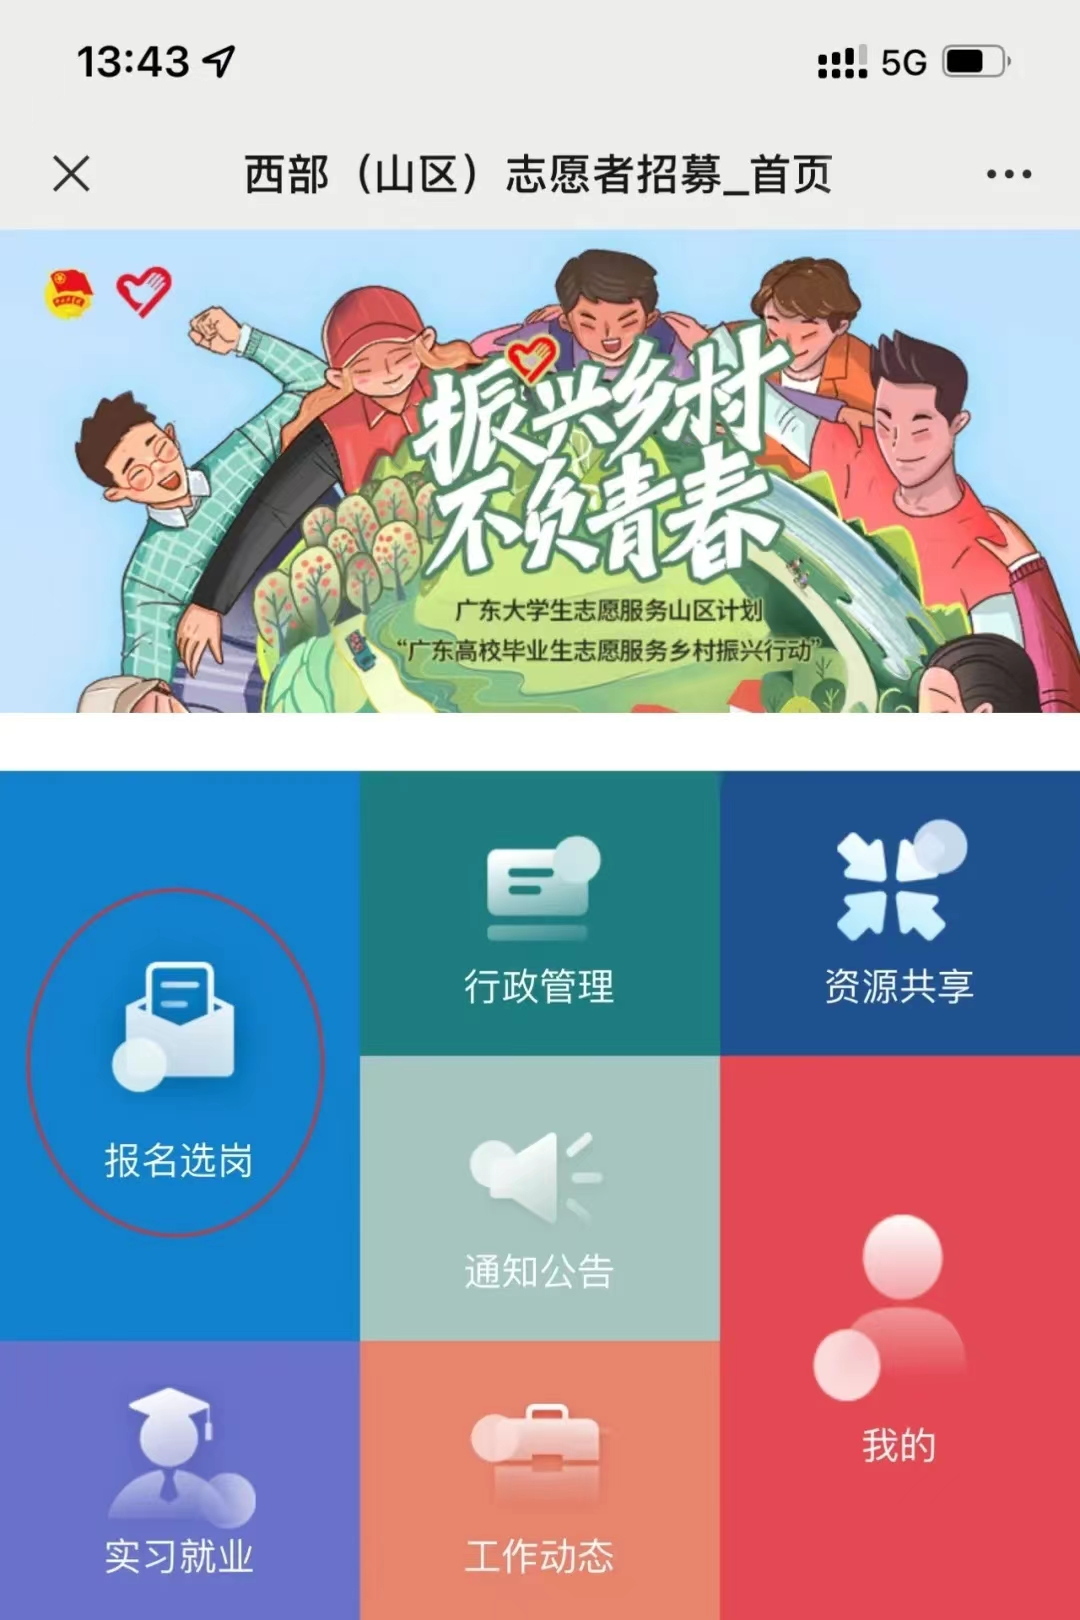 13:43
5G
西部（山区）志愿者招募_首页
振兴乡村
不负青春
广东大学生志愿服务山区计划
“广东高校毕业生志愿服务乡村振兴行动”
行政管理
资源共享
报名选岗
通知公告
我的
实习就业
工作动态